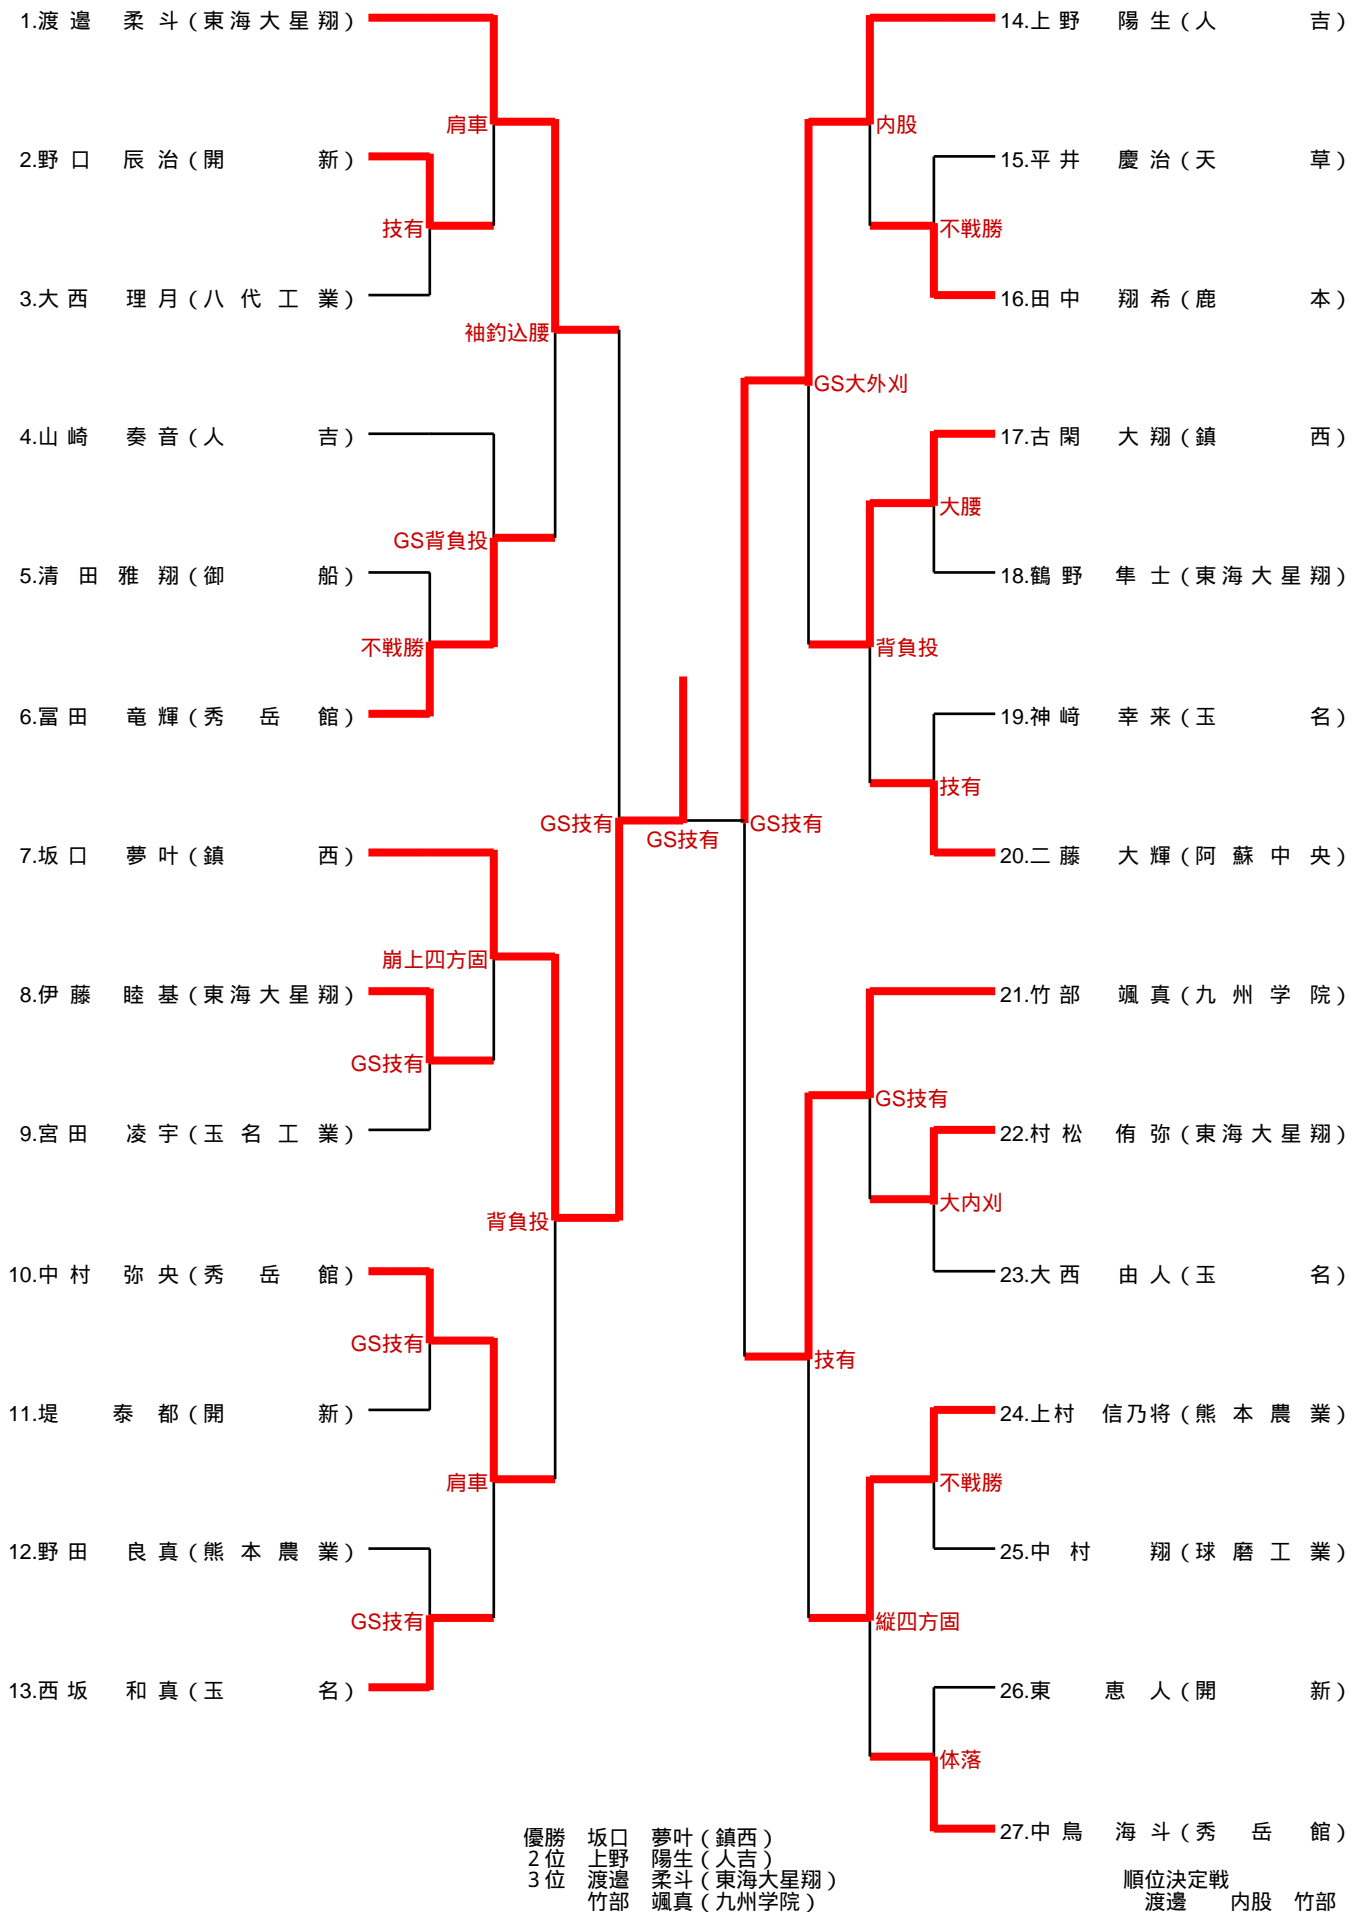 1.渡邉 柔斗(東海大星翔)
肩車
2.野口 辰治(開 新)
技有
3.大西 理月(八代工業)
袖釣込腰
4.山崎 奏音(人 吉)
GS背負投
5.清田雅翔(御 船)
不戦勝
6.冨田 竜輝(秀岳館)
GS技有
7.坂口 夢叶(鎮 西)
崩上四方固
8.伊藤 睦基(東海大星翔)
GS技有
9.宮田 凌宇(玉名工業)
背負投
10.中村 弥央(秀岳館)
GS技有
11.堤 泰都(開 新)
肩車
12.野田 良真(熊本農業)
GS技有
13.西坂 和真(玉 名)
GS技有
14.上野 陽生(人 吉)
内股
15.平井 慶治(天 草)
不戦勝
16.田中 翔希(鹿 本)
GS大外刈
17.古閑 大翔(鎮 西)
大腰
18.鶴野 隼士(東海大星翔)
背負投
19.神﨑 幸来(玉 名)
技有
20.二藤 大輝(阿蘇中央)
GS技有
21.竹部 颯真(九州学院)
GS技有
22.村松 侑弥(東海大星翔)
大内刈
23.大西 由人(玉 名)
技有
24.上村 信乃将(熊本農業)
不戦勝
25.中村 翔(球磨工業)
縦四方固
26.東 恵人(開 新)
体落
27.中鳥 海斗(秀岳館)
優勝 坂口 夢叶(鎮西)
2位 上野 陽生(人吉)
3位 渡邉 柔斗(東海大星翔)
竹部 颯真(九州学院)
順位決定戦
渡邊 内股 竹部